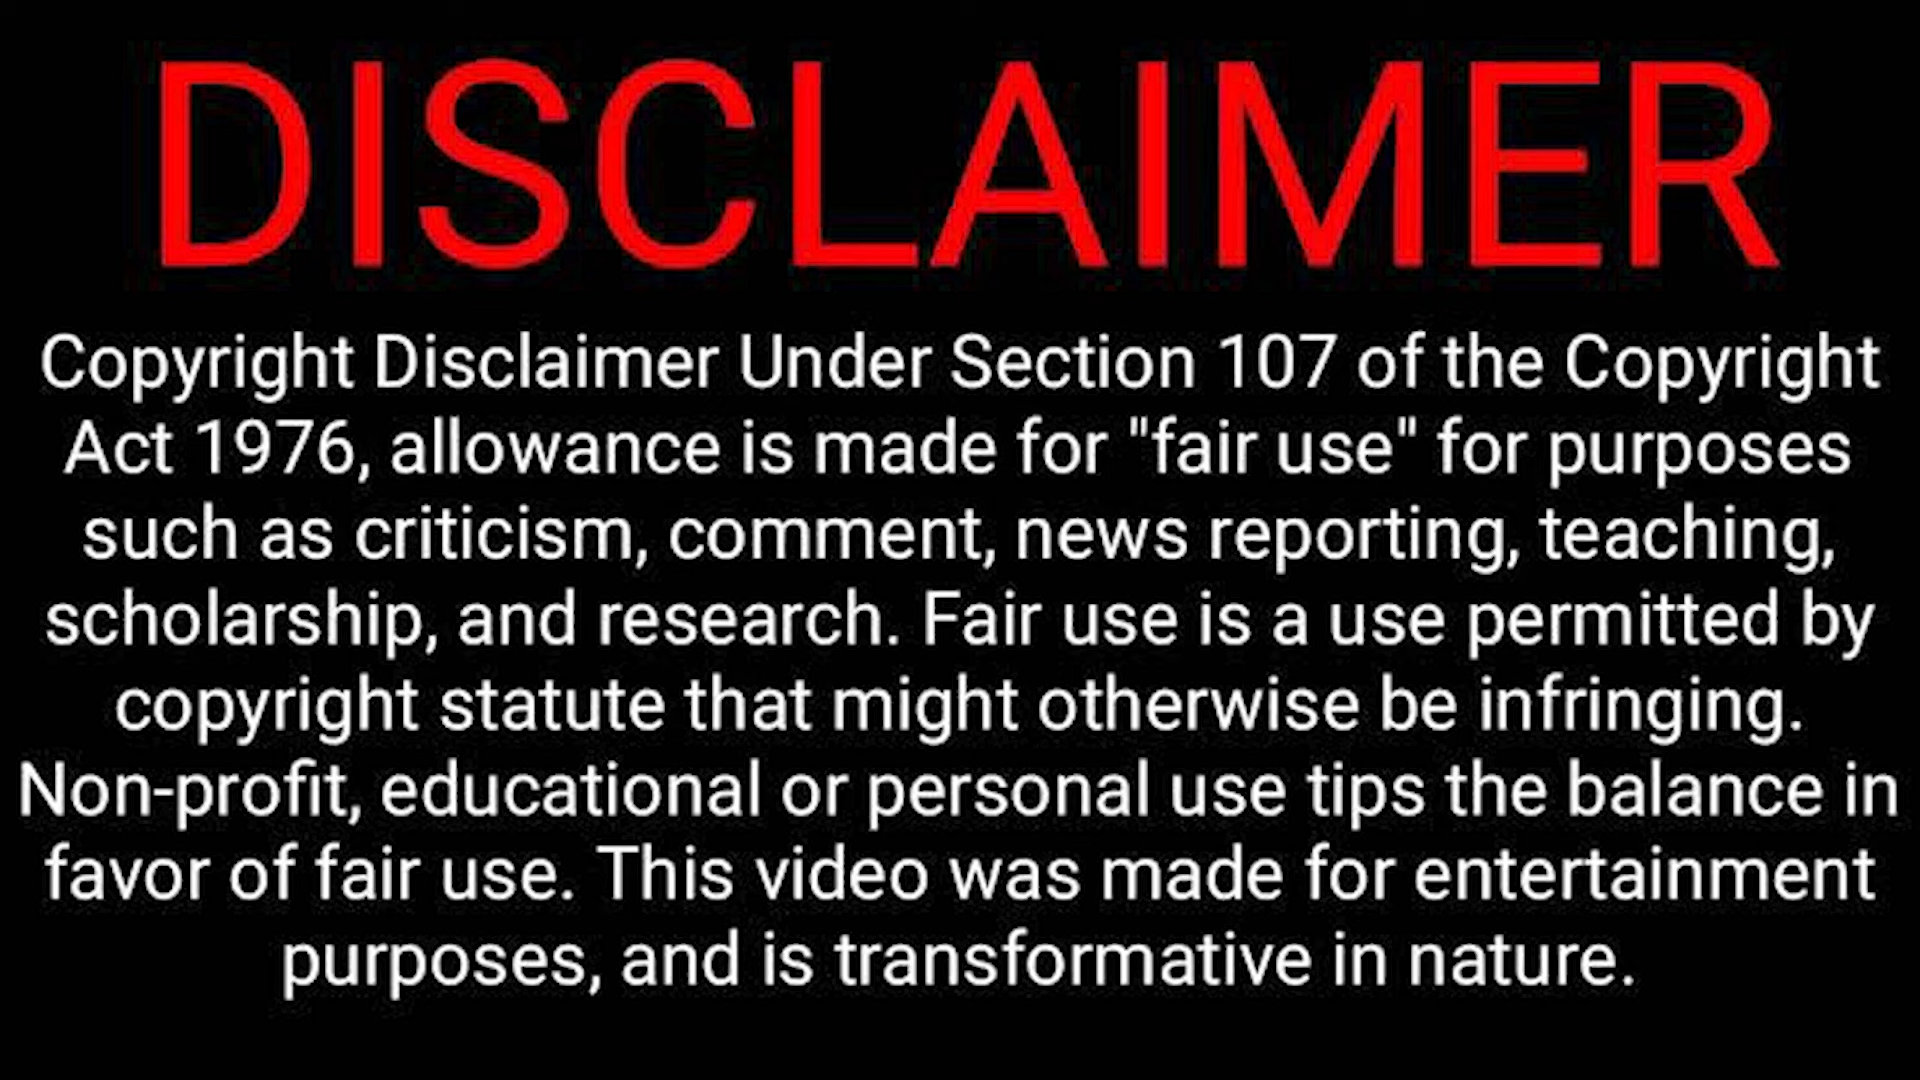 DISCLAIMER
Copyright Disclaimer Under Section 107 of the Copyright
Act 1976, allowance is made for "fair use" for purposes
such as criticism, comment, news reporting, teaching,
scholarship, and research. Fair use is a use permitted by
copyright statute that might otherwise be infringing.
Non-profit, educational or personal use tips the balance in
favor of fair use. This video was made for entertainment
purposes, and is transformative in nature.